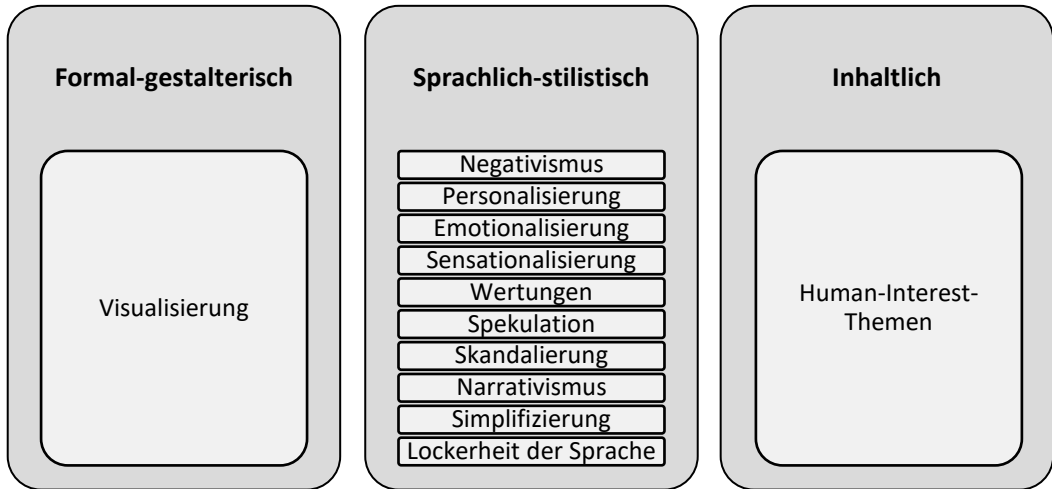 Formal-gestalterisch
Visualisierung
Sprachlich-stilistisch
Negativismus
Personalisierung
Emotionalisierung
Sensationalisierung
Wertungen
Spekulation
Skandalierung
Narrativismus
Simplifizierung
Lockerheit der Sprache
Inhaltlich
Human-Interest-
Themen